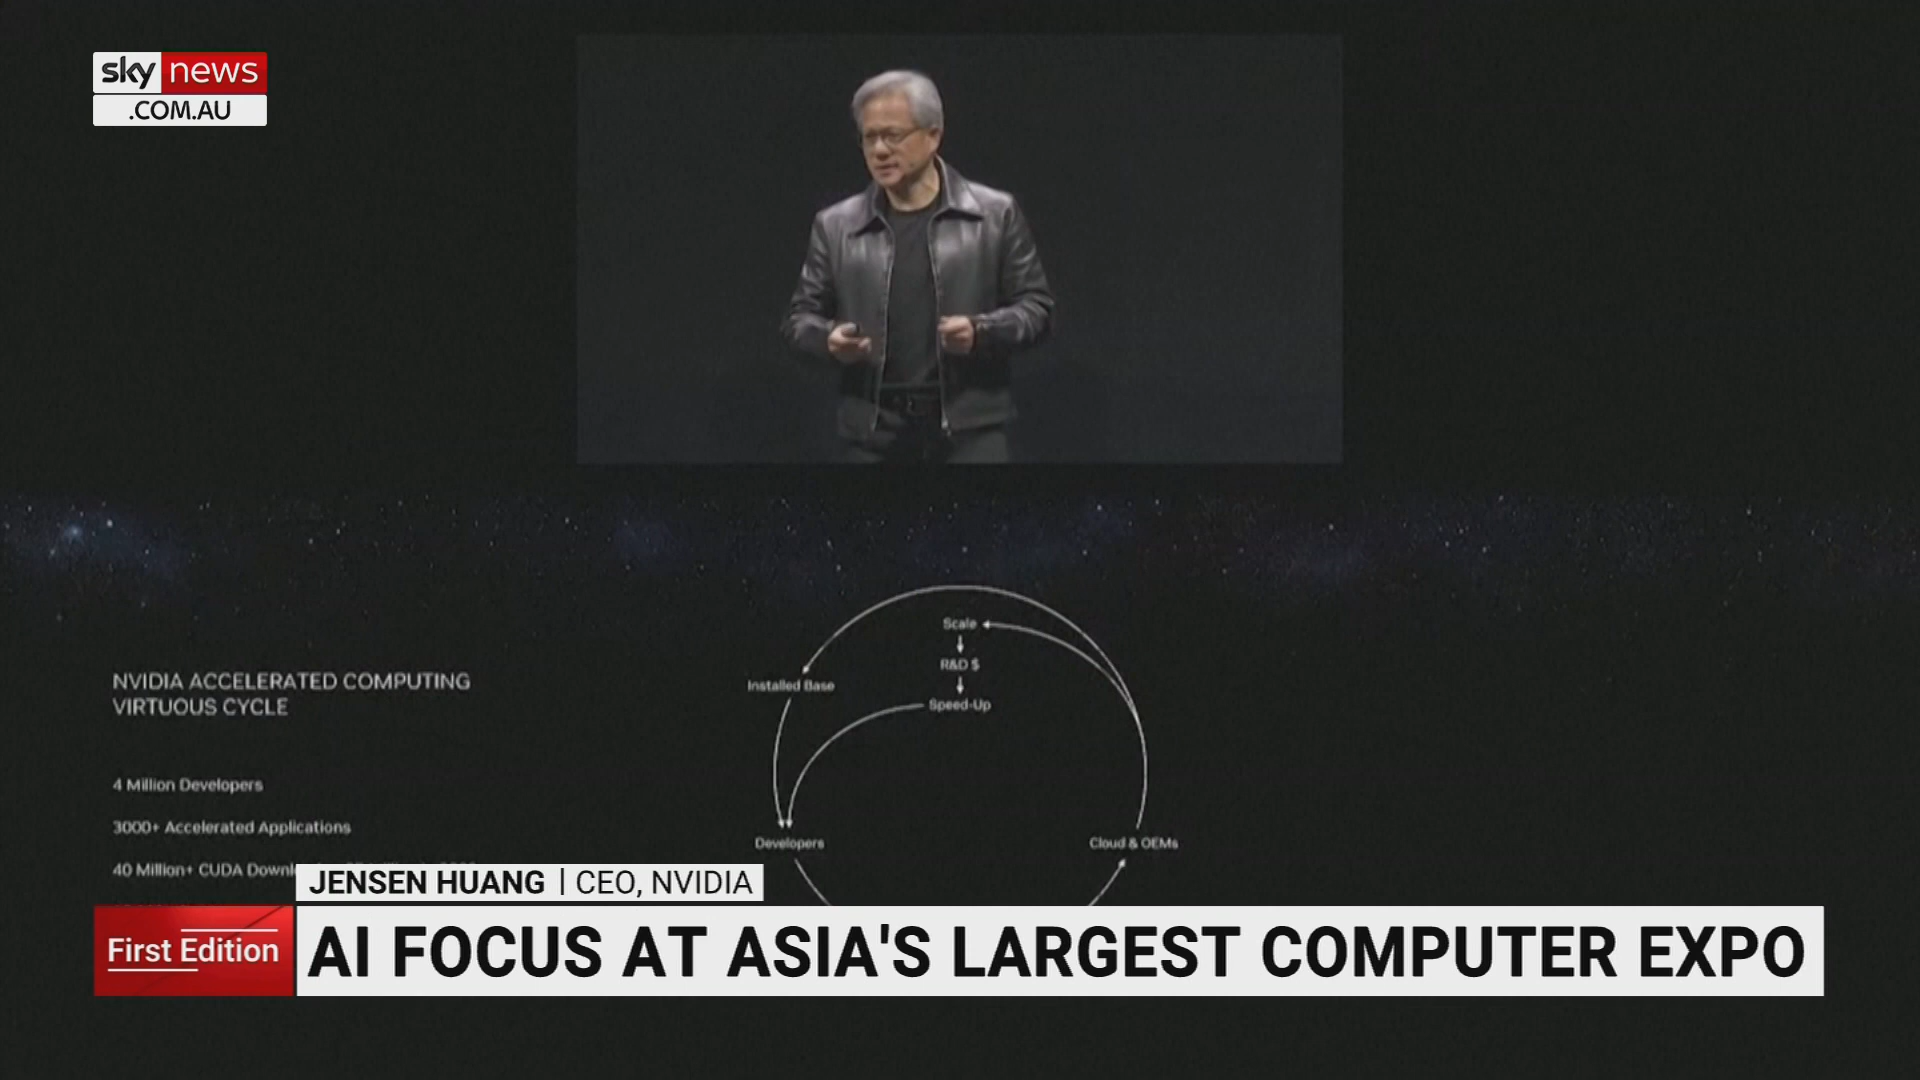 sky news
.COM.AU
Scale
R&D $
Installed Base
Speed-Up
NVIDIA ACCELERATED COMPUTING
VIRTUOUS CYCLE
4 Million Developers
3000+ Accelerated Applications
40 Million+ CUDA
Developers
Cloud & OEMs
JENSEN HUANG | CEO, NVIDIA
First Edition
AI FOCUS AT ASIA'S LARGEST COMPUTER EXPO